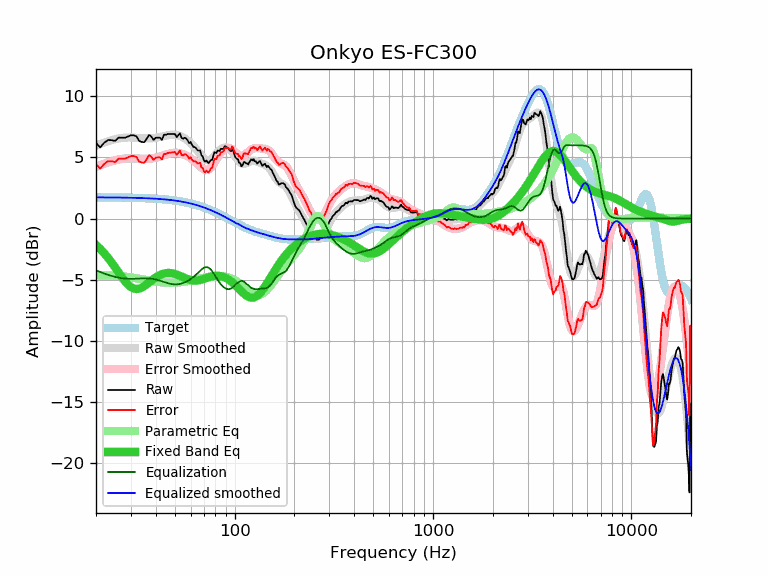 Onkyo ES-FC300
Amplitude (dBr)
10
5
0
−5
−10
−15
−20
Target
Raw Smoothed
Error Smoothed
Raw
Error
Parametric Eq
Fixed Band Eq
Equalization
Equalized smoothed
100
1000
10000
Frequency (Hz)